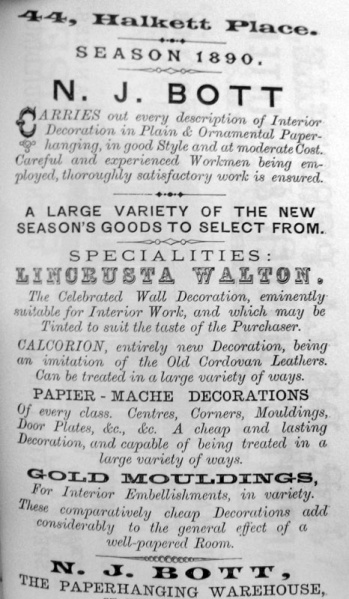 44, Halkett Place.
SEASON 1890.
N. J. BOTT
CARRIES out every description of Interior
Decoration in Plain & Ornamental Paper-
hanging, in good Style and at moderate Cost.
Careful and experienced Workmen being em-
ployed, thoroughly satisfactory work is ensured.
A LARGE VARIETY OF THE NEW
SEASON'S GOODS TO SELECT FROM.
SPECIALITIES:
LINCRUSTA WALTON.
The Celebrated Wall Decoration, eminently
suitable for Interior Work, and which may be
Tinted to suit the taste of the Purchaser.
CALCORION, entirely new Decoration, being
an imitation of the Old Cordovan Leathers.
Can be treated in a large variety of ways.
PAPIER-MACHE DECORATIONS
Of every class. Centres, Corners, Mouldings,
Door Plates, &c., &c. A cheap and lasting
Decoration, and capable of being treated in a
large variety of ways.
GOLD MOULDINGS,
For Interior Embellishments, in variety.
These comparatively cheap Decorations add
considerably to the general effect of a
well-papered Room.
N. J. BOTT,
THE PAPERHANGING WAREHOUSE,